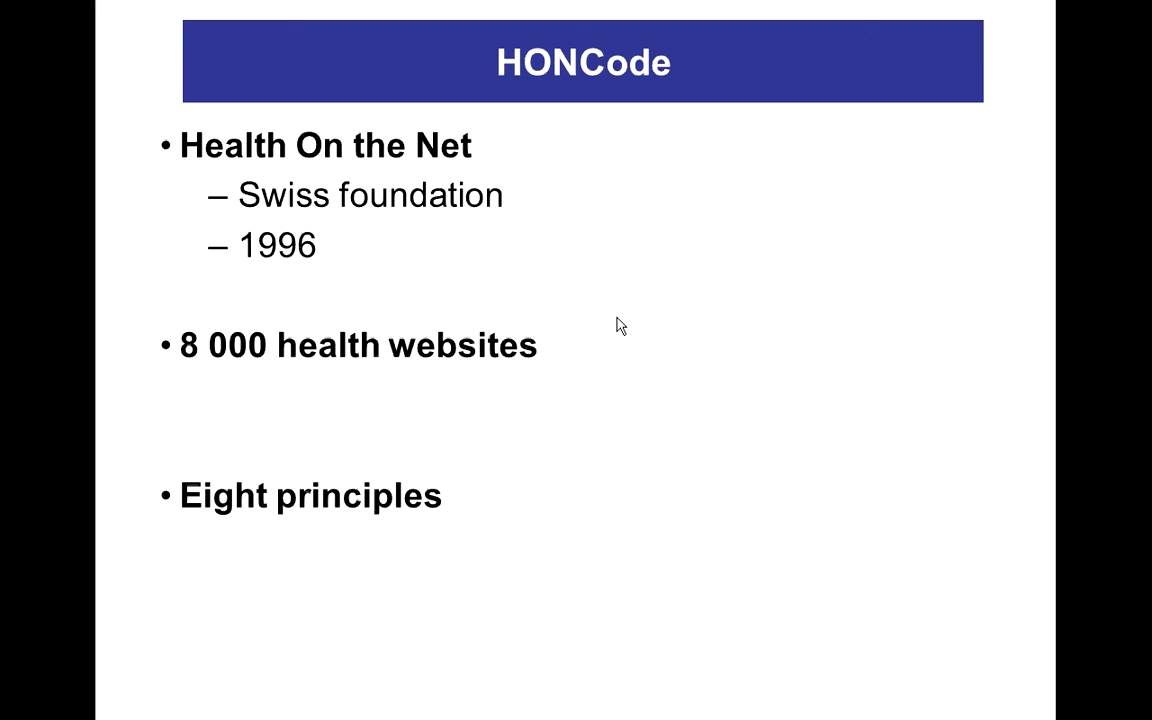 HONCode
• Health On the Net
– Swiss foundation
– 1996
• 8 000 health websites
• Eight principles